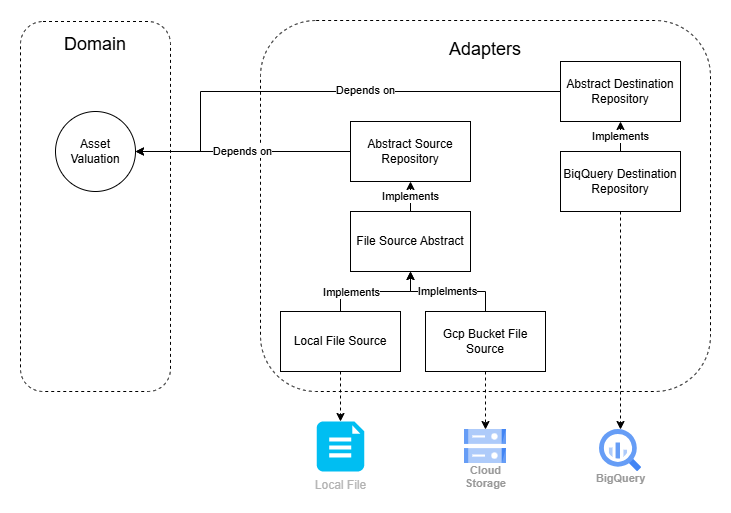 Domain
Adapters
Abstract Destination
Repository
Depends on
Implements
Abstract Source
Repository
Asset
Valuation
Depends on
BiqQuery Destination
Repository
Implements
File Source Abstract
Implements
Implelments
Local File Source
Gcp Bucket File
Source
Local File
Cloud
Storage
BigQuery